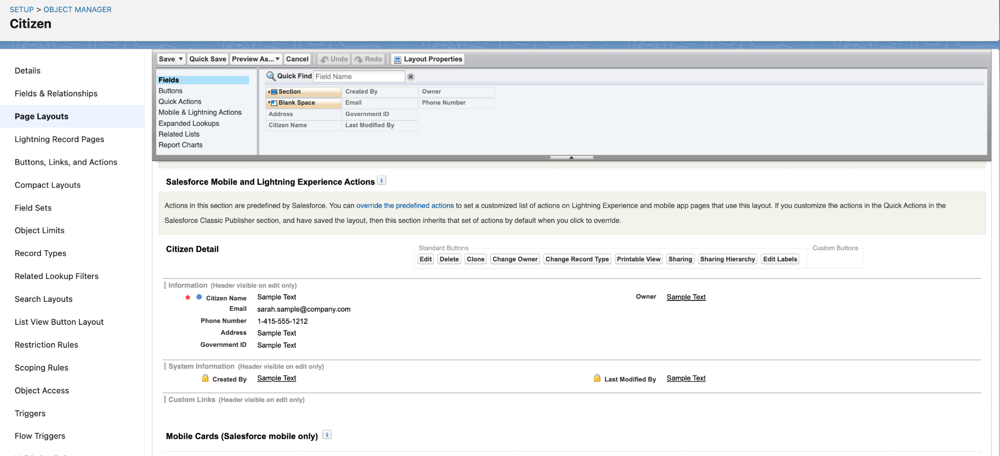 SETUP > OBJECT MANAGER
Citizen
Details
Fields & Relationships
Page Layouts
Lightning Record Pages
Buttons, Links, and Actions
Compact Layouts
Field Sets
Object Limits
Record Types
Related Lookup Filters
Search Layouts
List View Button Layout
Restriction Rules
Scoping Rules
Object Access
Triggers
Flow Triggers
Save Quick Save Preview As... Cancel Undo Redo Layout Properties
Fields
Buttons
Quick Actions
Mobile & Lightning Actions
Expanded Lookups
Related Lists
Report Charts
Quick Find Field Name
Section Created By Owner
Blank Space Email Phone Number
Address Government ID
Citizen Name Last Modified By
Salesforce Mobile and Lightning Experience Actions i
Actions in this section are predefined by Salesforce. You can override the predefined actions to set a customized list of actions on Lightning Experience and mobile app pages that use this layout. If you customize the actions in the Quick Actions in the
Salesforce Classic Publisher section, and have saved the layout, then this section inherits that set of actions by default when you click to override.
Citizen Detail
Standard Buttons
Edit Delete Clone Change Owner Change Record Type Printable View Sharing Sharing Hierarchy Edit Labels
Custom Buttons
Information (Header visible on edit only)
* Citizen Name Sample Text Owner Sample Text
Email sarah.sample@company.com
Phone Number 1-415-555-1212
Address Sample Text
Government ID Sample Text
System Information (Header visible on edit only)
Created By Sample Text Last Modified By Sample Text
Custom Links (Header visible on edit only)
Mobile Cards (Salesforce mobile only) i